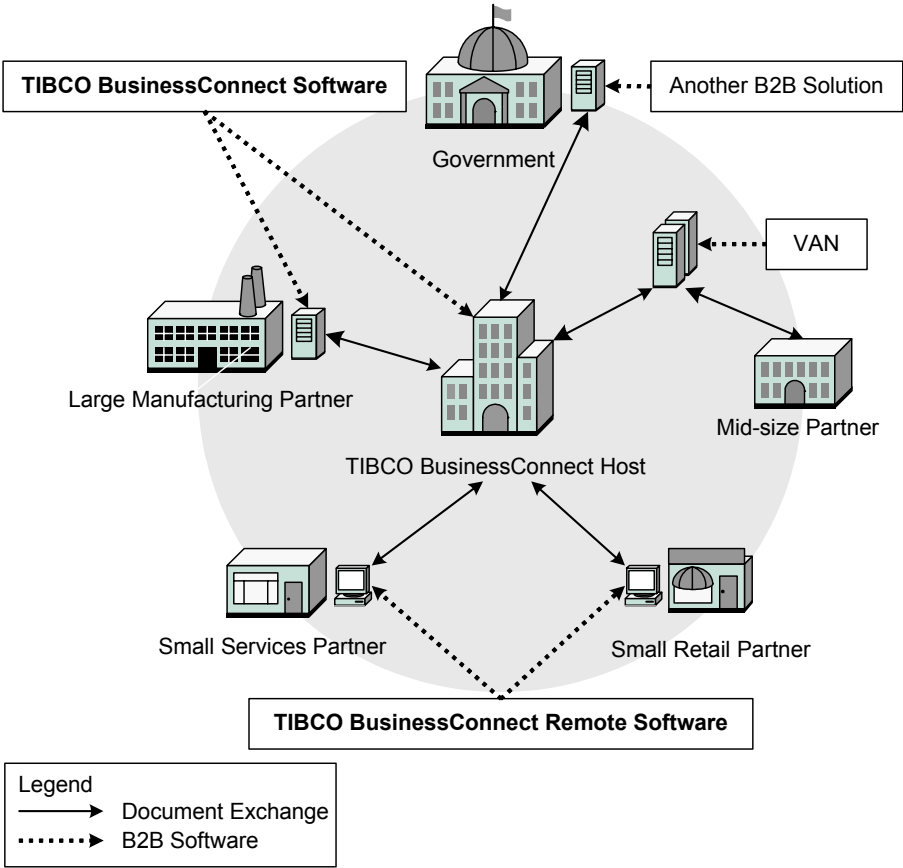 TIBCO BusinessConnect Software
Another B2B Solution
Government
VAN
Large Manufacturing Partner
Mid-size Partner
TIBCO BusinessConnect Host
Small Services Partner
Small Retail Partner
TIBCO BusinessConnect Remote Software
Legend
Document Exchange
B2B Software